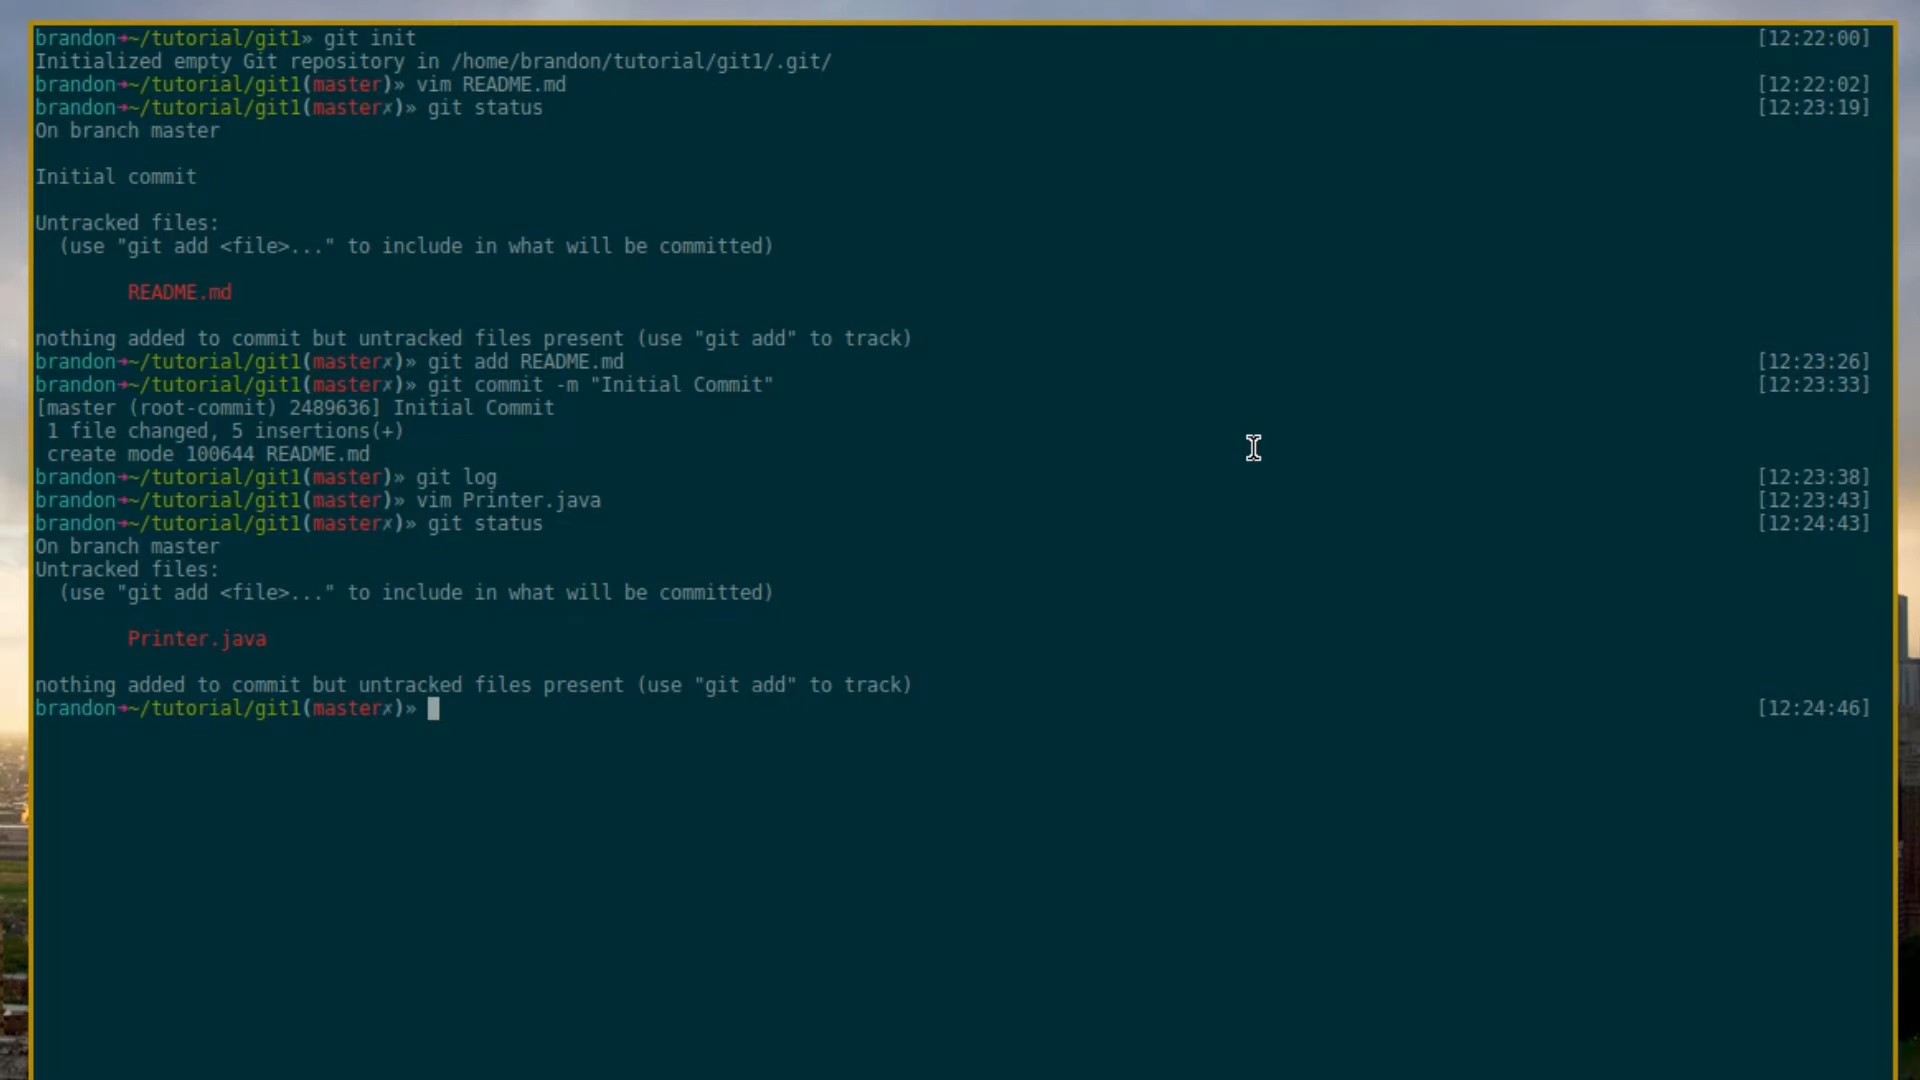 brandon→~/tutorial/git1» git init [12:22:00]
Initialized empty Git repository in /home/brandon/tutorial/git1/.git/
brandon→~/tutorial/git1(master)» vim README.md [12:22:02]
brandon→~/tutorial/git1(master✗)» git status [12:23:19]
On branch master
Initial commit
Untracked files:
(use "git add <file>..." to include in what will be committed)
README.md
nothing added to commit but untracked files present (use "git add" to track)
brandon→~/tutorial/git1(master✗)» git add README.md [12:23:26]
brandon→~/tutorial/git1(master✗)» git commit -m "Initial Commit" [12:23:33]
[master (root-commit) 2489636] Initial Commit
1 file changed, 5 insertions(+)
create mode 100644 README.md
brandon→~/tutorial/git1(master)» git log [12:23:38]
brandon→~/tutorial/git1(master)» vim Printer.java [12:23:43]
brandon→~/tutorial/git1(master✗)» git status [12:24:43]
On branch master
Untracked files:
(use "git add <file>..." to include in what will be committed)
Printer.java
nothing added to commit but untracked files present (use "git add" to track)
brandon→~/tutorial/git1(master✗)» [12:24:46]